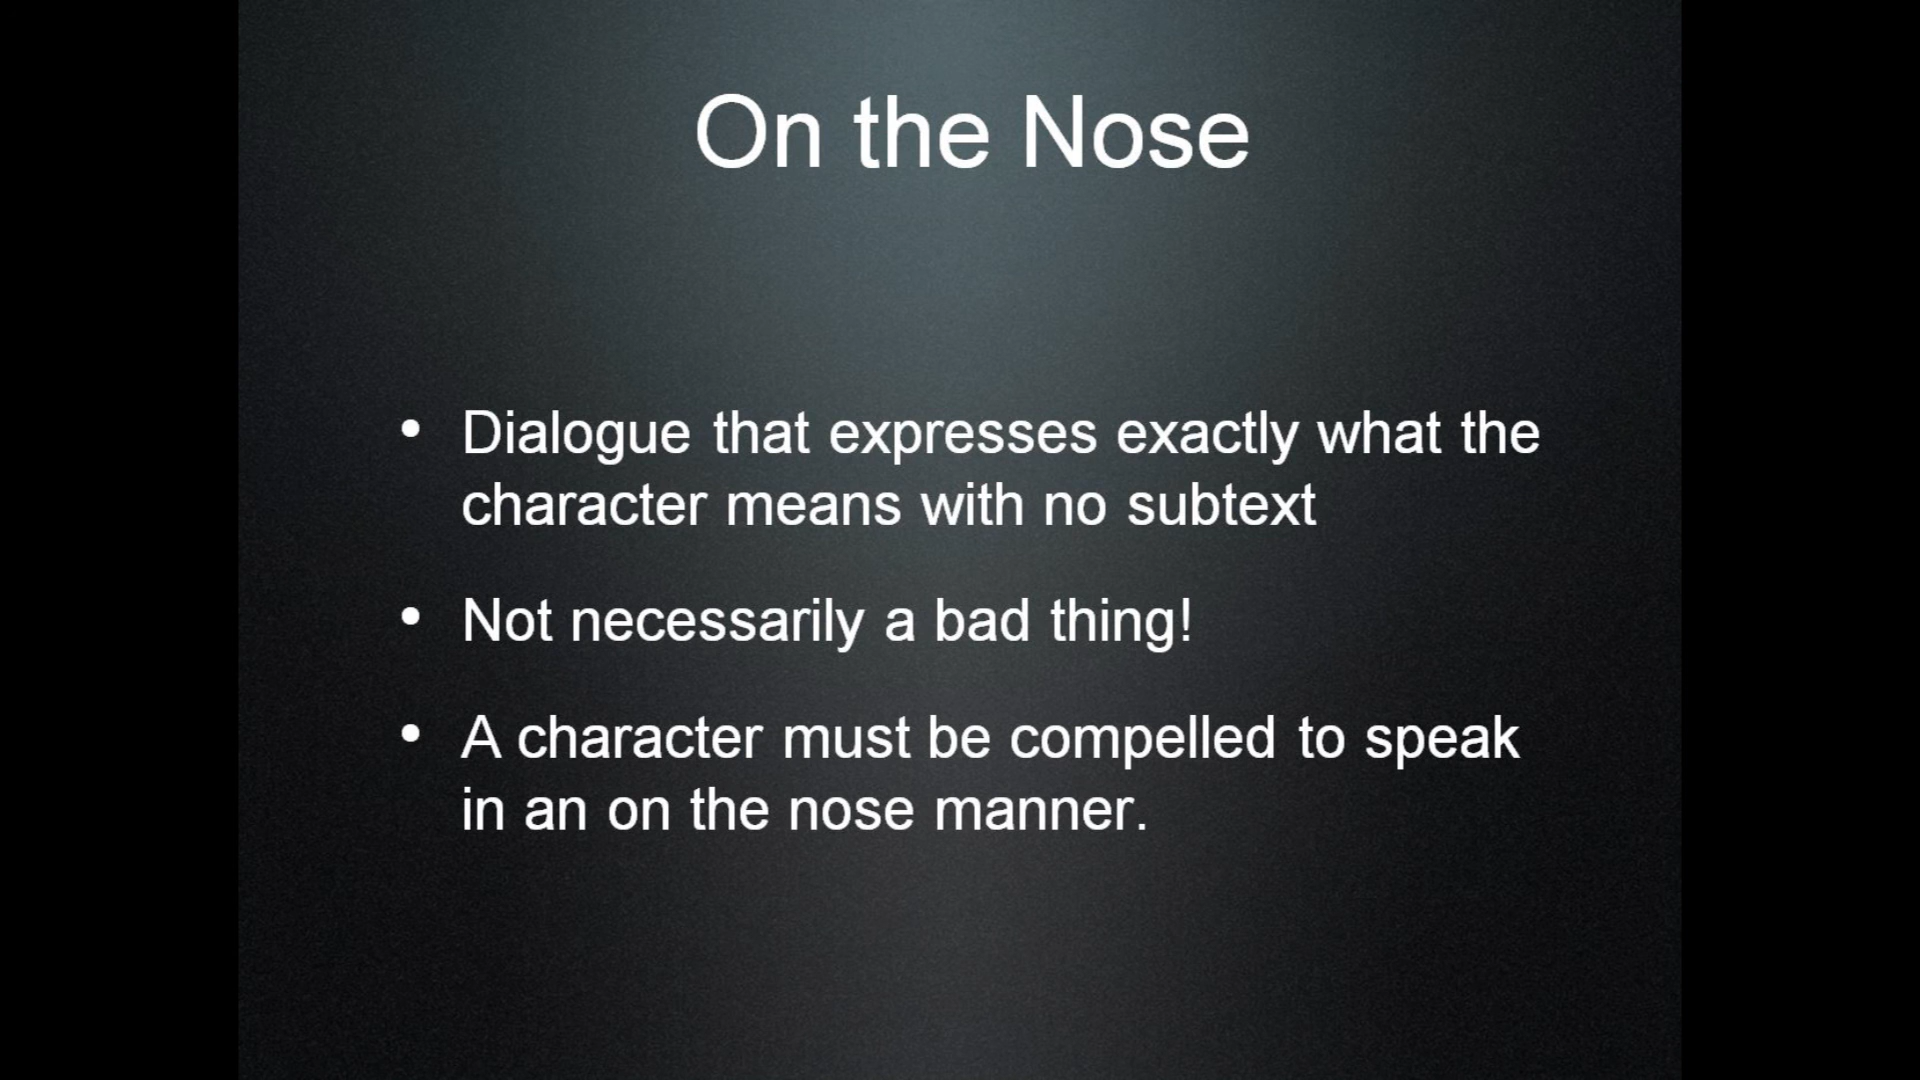 On the Nose
• Dialogue that expresses exactly what the
character means with no subtext
• Not necessarily a bad thing!
• A character must be compelled to speak
in an on the nose manner.